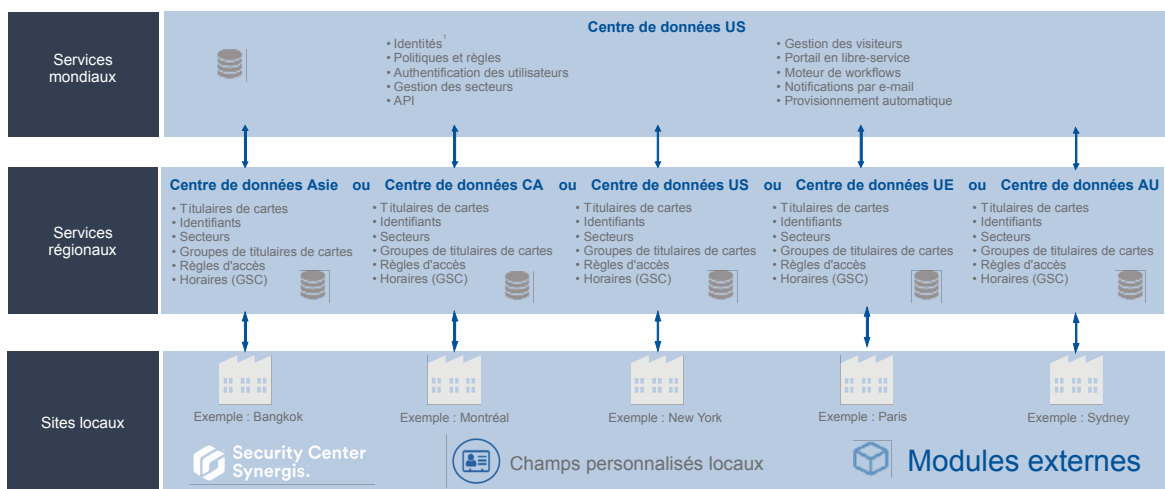 Services
mondiaux
Centre de données US
• Identités¹
• Politiques et règles
• Authentification des utilisateurs
• Gestion des secteurs
• API
• Gestion des visiteurs
• Portail en libre-service
• Moteur de workflows
• Notifications par e-mail
• Provisionnement automatique
Services
régionaux
Centre de données Asie ou Centre de données CA ou Centre de données US ou Centre de données UE ou Centre de données AU
• Titulaires de cartes
• Identifiants
• Secteurs
• Groupes de titulaires de cartes
• Règles d'accès
• Horaires (GSC)
• Titulaires de cartes
• Identifiants
• Secteurs
• Groupes de titulaires de cartes
• Règles d'accès
• Horaires (GSC)
• Titulaires de cartes
• Identifiants
• Secteurs
• Groupes de titulaires de cartes
• Règles d'accès
• Horaires (GSC)
• Titulaires de cartes
• Identifiants
• Secteurs
• Groupes de titulaires de cartes
• Règles d'accès
• Horaires (GSC)
• Titulaires de cartes
• Identifiants
• Secteurs
• Groupes de titulaires de cartes
• Règles d'accès
• Horaires (GSC)
Sites locaux
Exemple : Bangkok
Exemple : Montréal
Exemple : New York
Exemple : Paris
Exemple : Sydney
Security Center
Synergis.
Champs personnalisés locaux
Modules externes